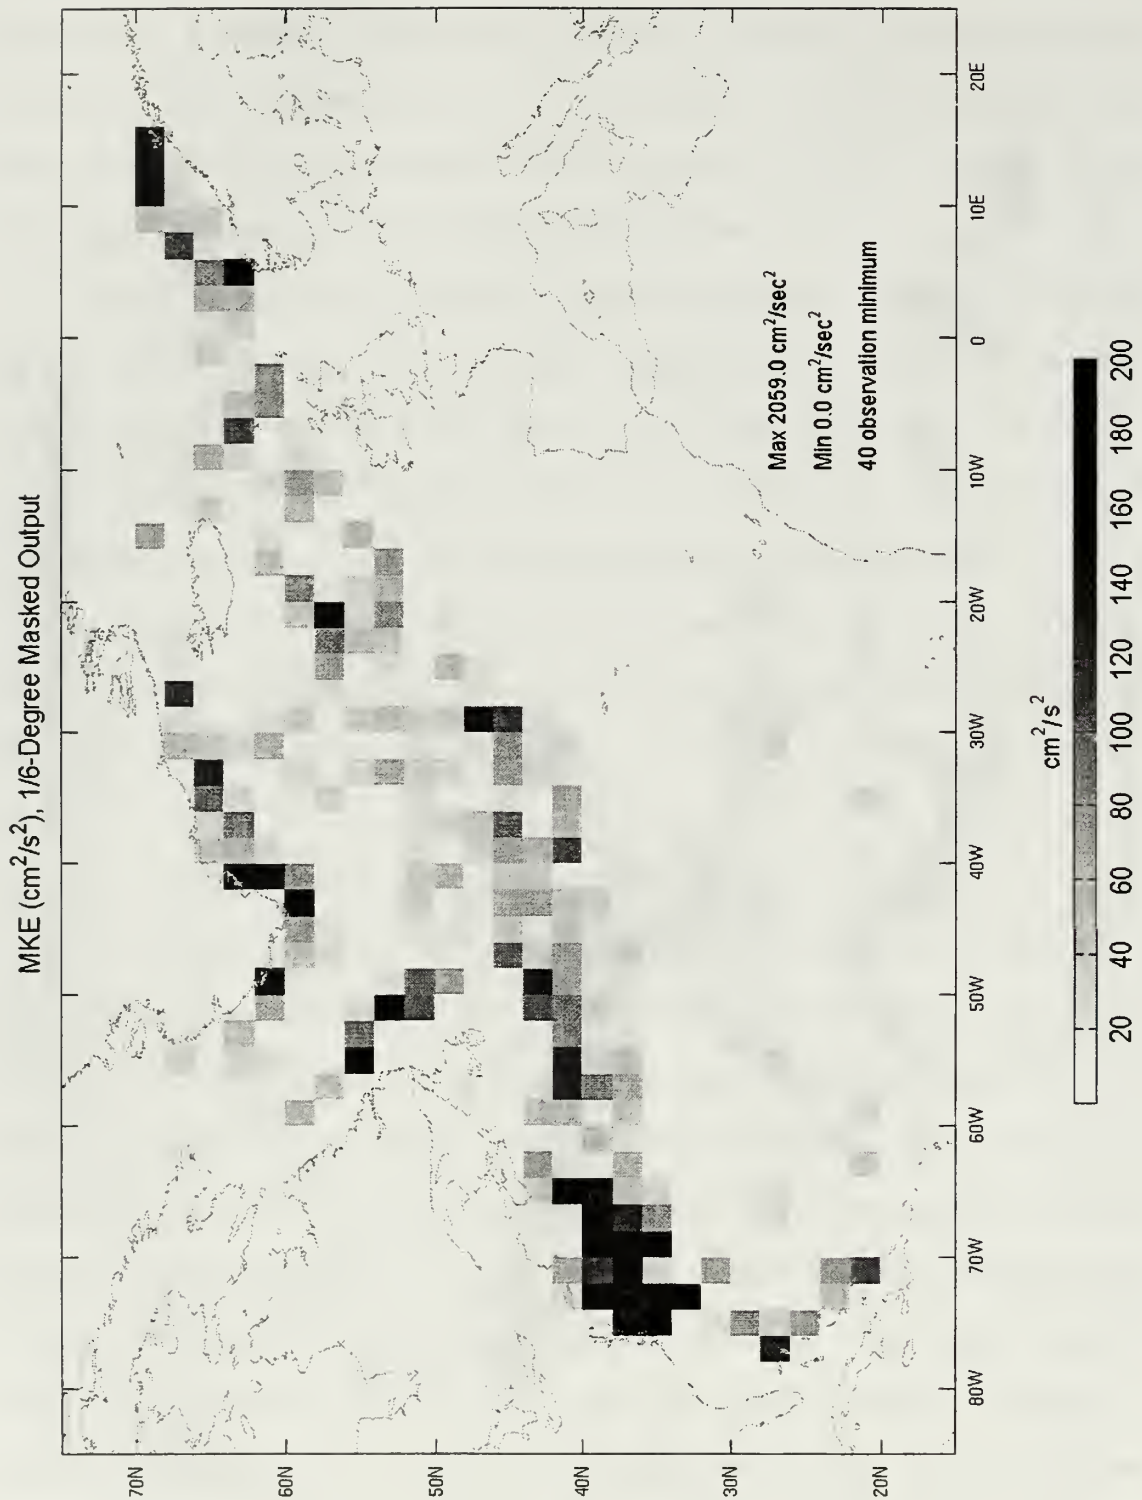 MKE (cm²/s²), 1/6-Degree Masked Output
70N
60N
50N
40N
30N
20N
80W
70W
60W
50W
40W
30W
20W
10W
0
10E
20E
Max 2059.0 cm²/sec²
Min 0.0 cm²/sec²
40 observation minimum
cm²/s²
20
40
60
80
100
120
140
160
180
200